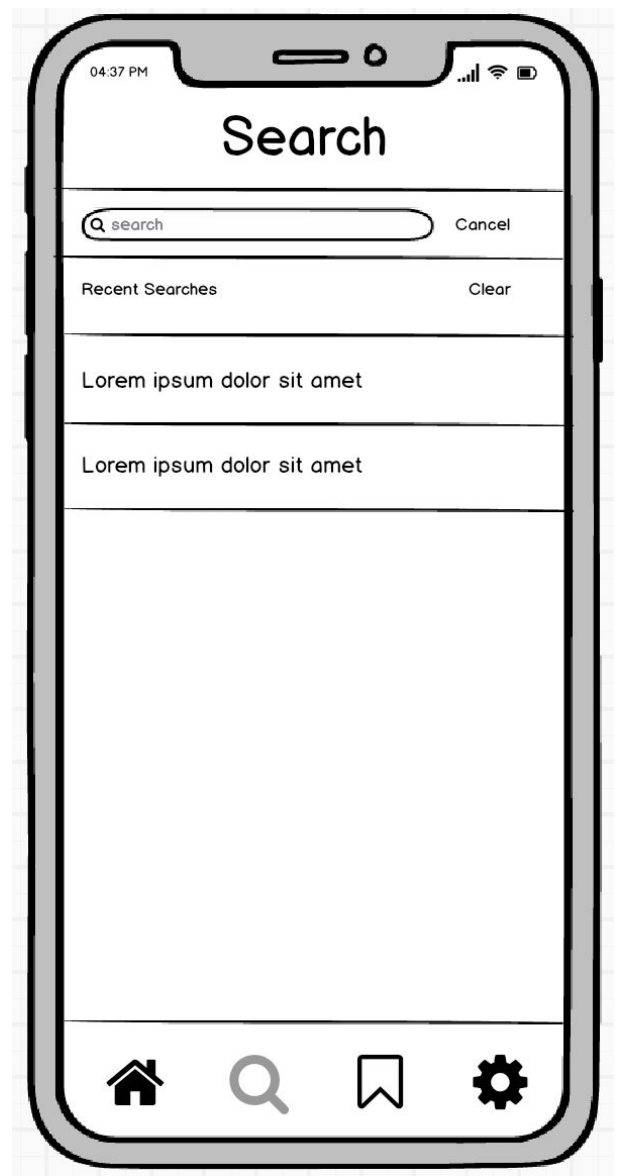 04:37 PM
Search
search Cancel
Recent Searches Clear
Lorem ipsum dolor sit amet
Lorem ipsum dolor sit amet